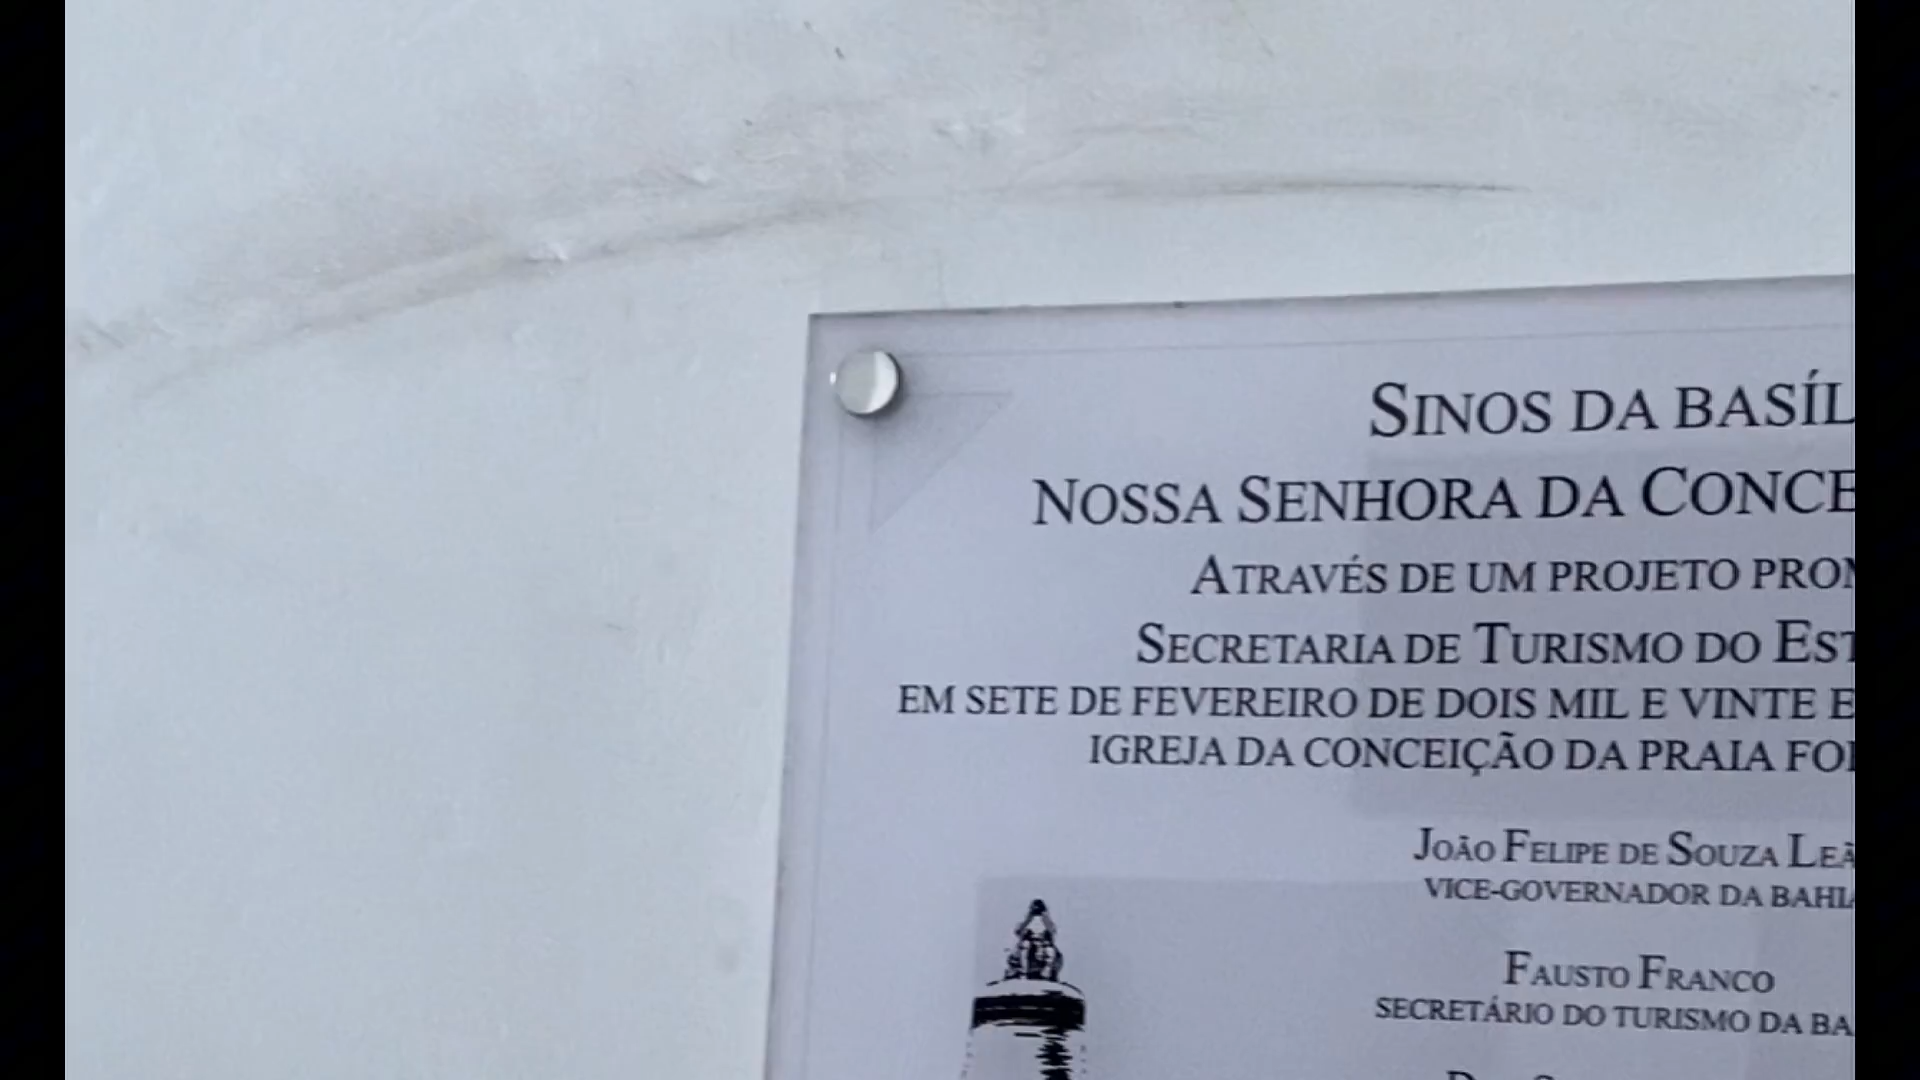 SINOS DA BASÍL
NOSSA SENHORA DA CONCE
ATRAVÉS DE UM PROJETO PRO
SECRETARIA DE TURISMO DO EST
EM SETE DE FEVEREIRO DE DOIS MIL E VINTE E
IGREJA DA CONCEIÇÃO DA PRAIA FO
JOÃO FELIPE DE SOUZA LEÃ
VICE-GOVERNADOR DA BAHIA
FAUSTO FRANCO
SECRETÁRIO DO TURISMO DA BA